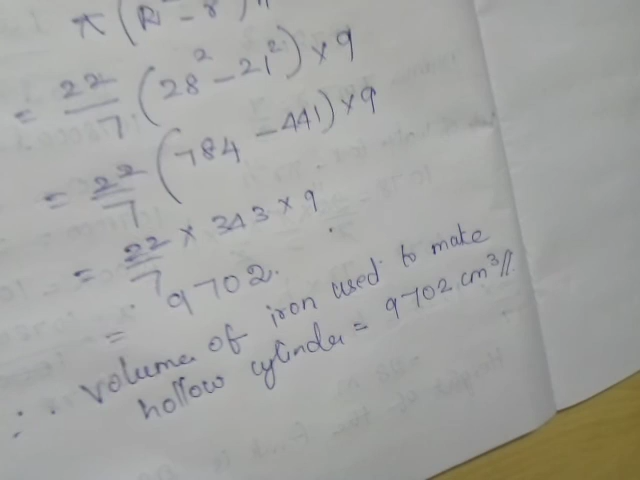 π(R² - r²)h
= 22/7 (28² - 21²) × 9
= 22/7 (784 - 441) × 9
= 22/7 × 343 × 9
= 9702.
∴ volume of iron used to make
hollow cylinder = 9702 cm³//.